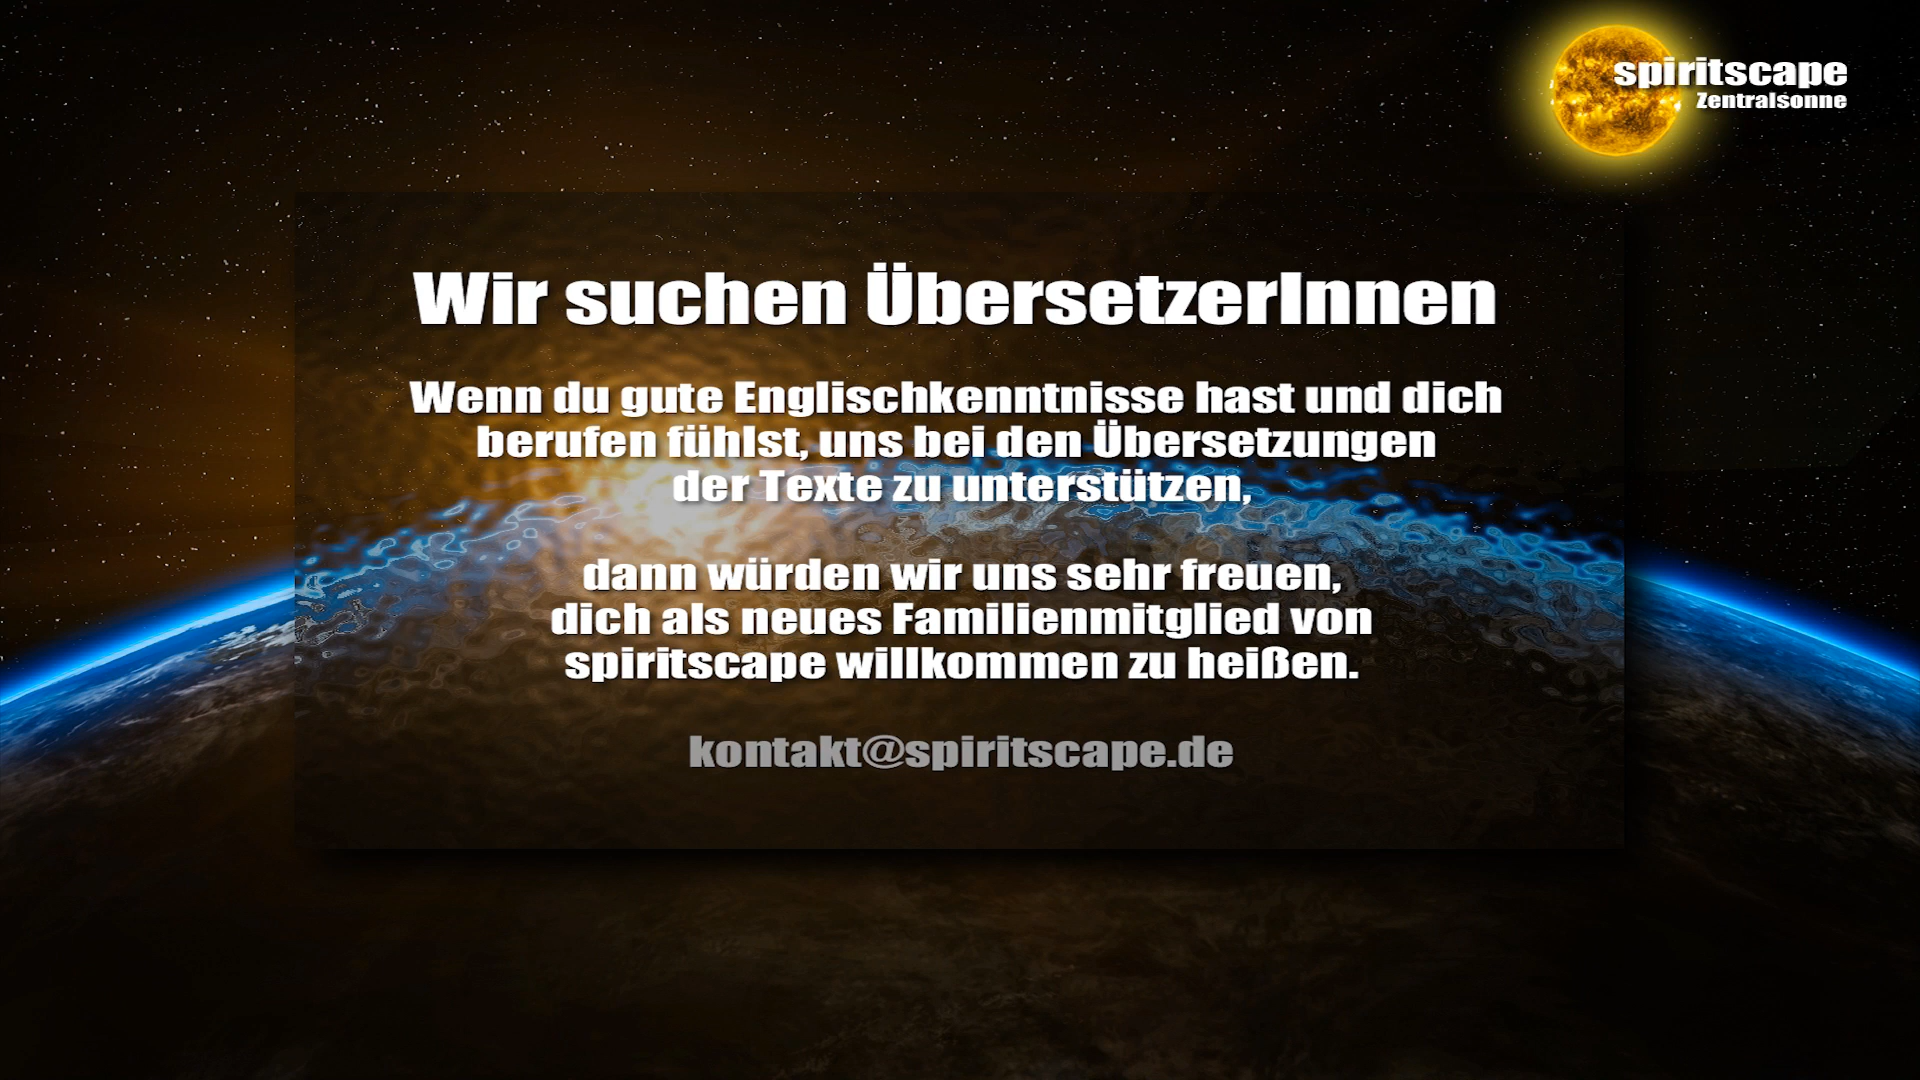 spiritscape
Zentralsonne
Wir suchen ÜbersetzerInnen
Wenn du gute Englischkenntnisse hast und dich
berufen fühlst, uns bei den Übersetzungen
der Texte zu unterstützen,
dann würden wir uns sehr freuen,
dich als neues Familienmitglied von
spiritscape willkommen zu heißen.
kontakt@spiritscape.de